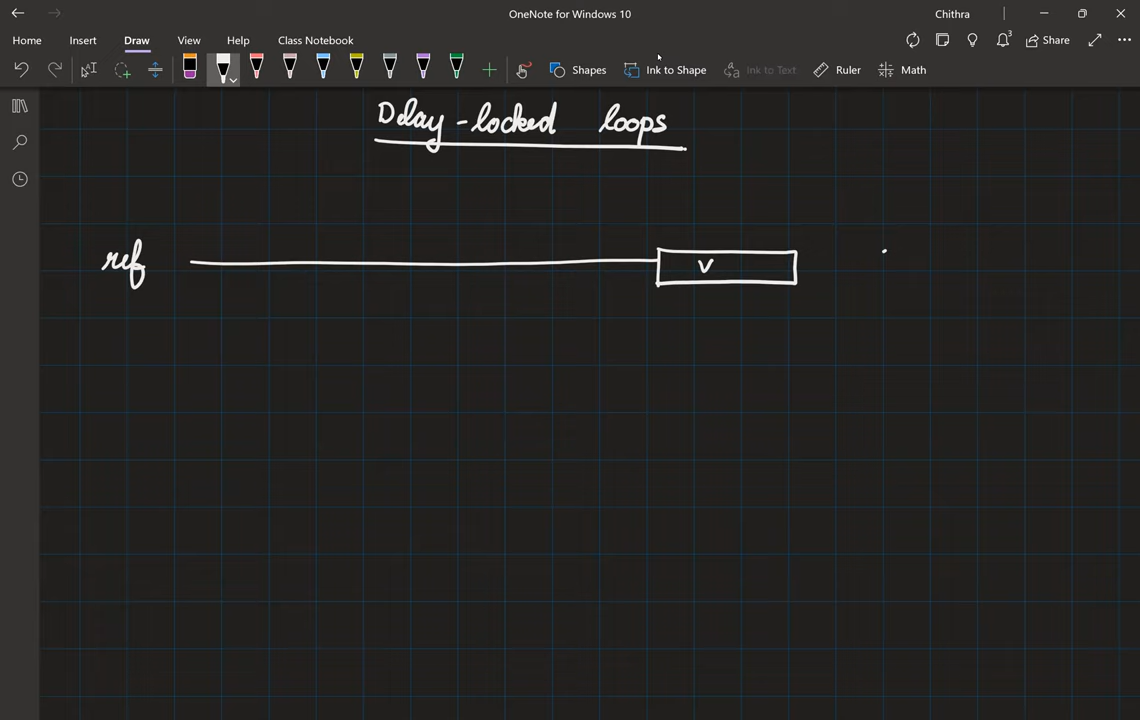 OneNote for Windows 10
Chithra
Home Insert Draw View Help Class Notebook
Share
Shapes Ink to Shape Ink to Text Ruler Math
Delay-locked loops
ref v